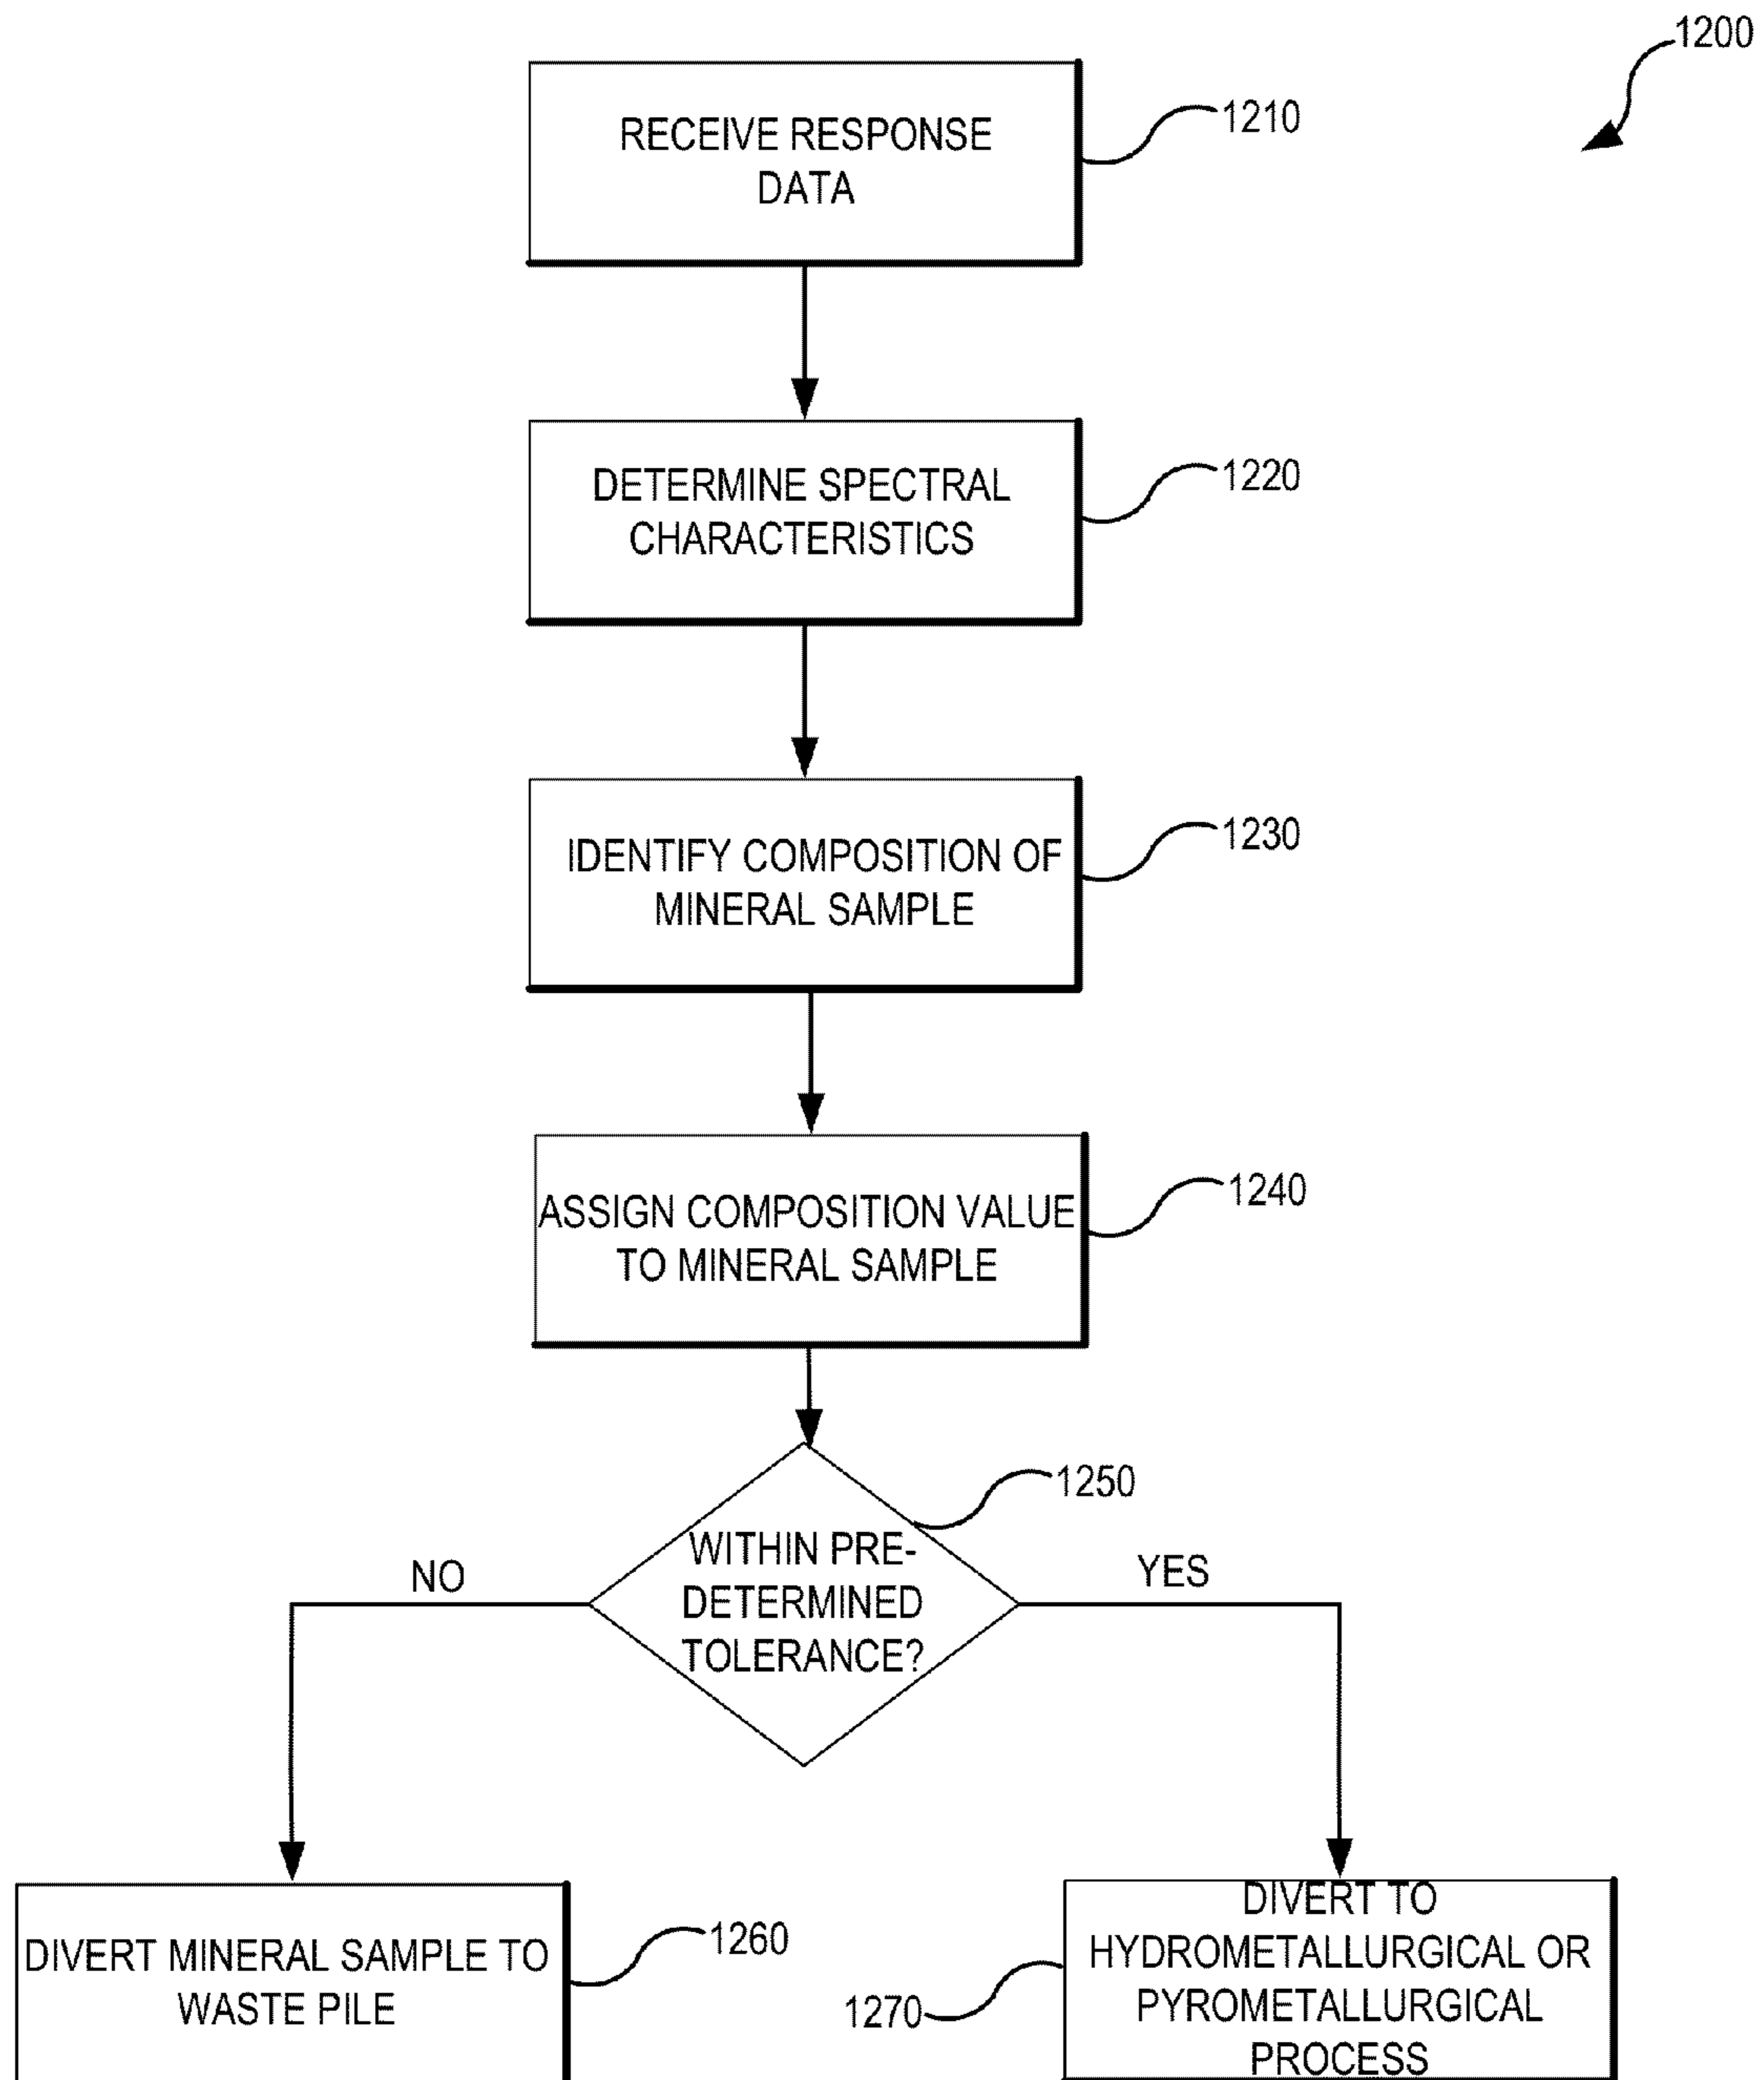 1200
RECEIVE RESPONSE
DATA
1210
DETERMINE SPECTRAL
CHARACTERISTICS
1220
IDENTIFY COMPOSITION OF
MINERAL SAMPLE
1230
ASSIGN COMPOSITION VALUE
TO MINERAL SAMPLE
1240
WITHIN PRE-
DETERMINED
TOLERANCE?
1250
NO
YES
DIVERT MINERAL SAMPLE TO
WASTE PILE
1260
DIVERT TO
HYDROMETALLURGICAL OR
PYROMETALLURGICAL
PROCESS
1270